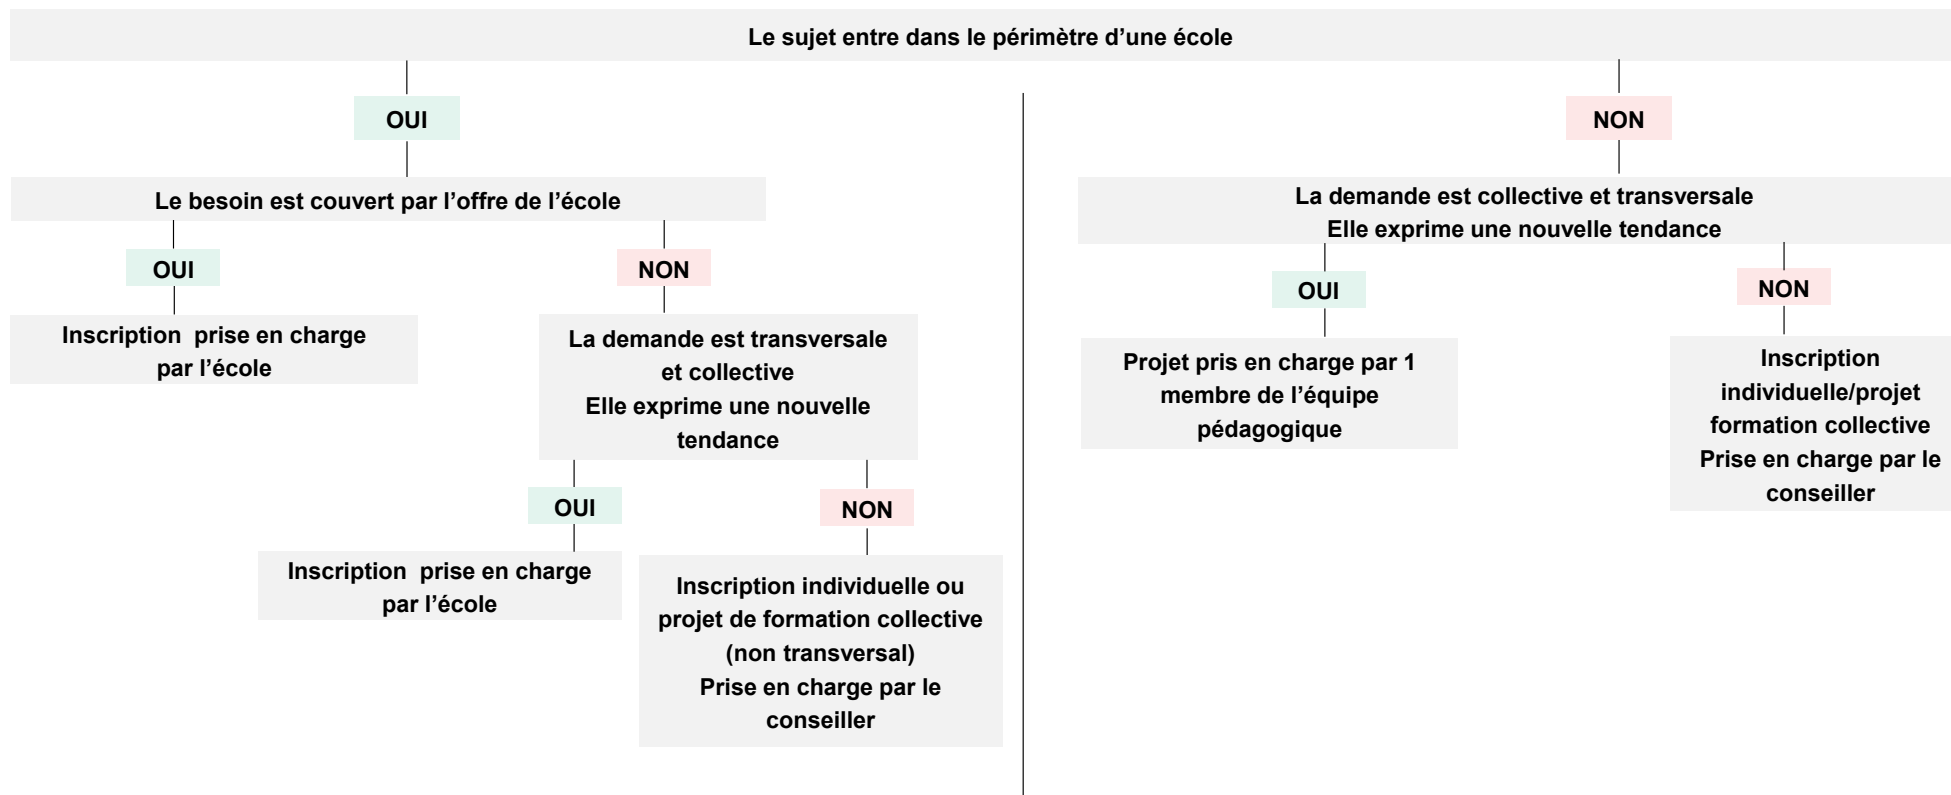 Le sujet entre dans le périmètre d’une école
OUI
NON
Le besoin est couvert par l’offre de l’école
La demande est collective et transversale
Elle exprime une nouvelle tendance
OUI
NON
OUI
NON
Inscription  prise en charge
par l’école
La demande est transversale
et collective
Elle exprime une nouvelle
tendance
Projet pris en charge par 1
membre de l’équipe
pédagogique
Inscription
individuelle/projet
formation collective
Prise en charge par le
conseiller
OUI
NON
Inscription  prise en charge
par l’école
Inscription individuelle ou
projet de formation collective
(non transversal)
Prise en charge par le
conseiller